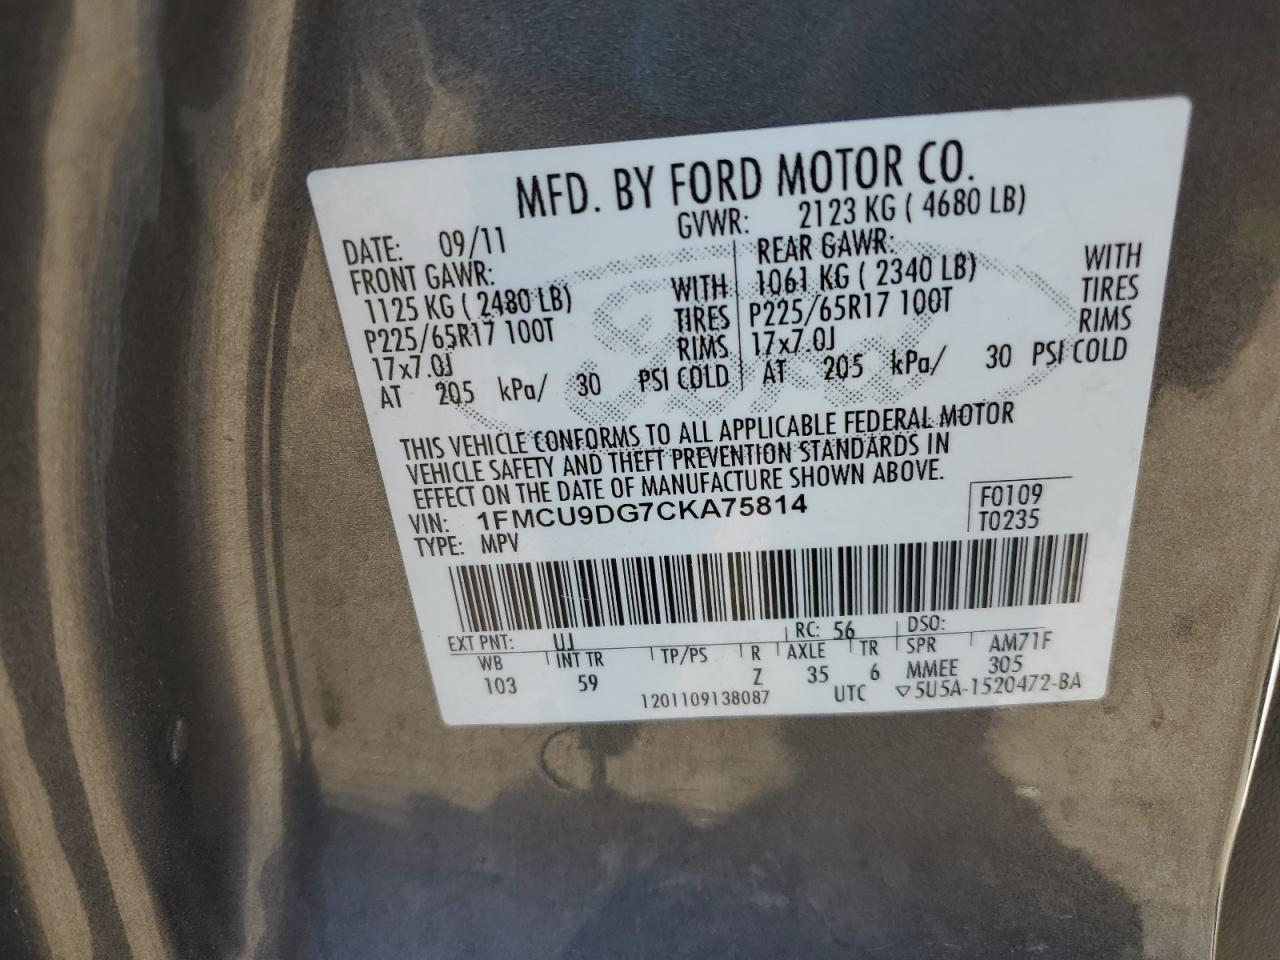 MFD. BY FORD MOTOR CO.
DATE: 09/11 GVWR: 2123 KG ( 4680 LB)
FRONT GAWR: REAR GAWR:
1125 KG ( 2480 LB) WITH 1061 KG ( 2340 LB) WITH
P225/65R17 100T TIRES P225/65R17 100T TIRES
17x7.0J RIMS 17x7.0J RIMS
AT 205 kPa/ 30 PSI COLD AT 205 kPa/ 30 PSI COLD
THIS VEHICLE CONFORMS TO ALL APPLICABLE FEDERAL MOTOR
VEHICLE SAFETY AND THEFT PREVENTION STANDARDS IN
EFFECT ON THE DATE OF MANUFACTURE SHOWN ABOVE.
VIN: 1FMCU9DG7CKA75814 F0109
TYPE: MPV T0235
EXT PNT: UJ RC: 56 DSO:
WB INT TR TP/PS R AXLE TR SPR AM71F
103 59 Z 35 6 MMEE 305
1201109138087 UTC ▽5U5A-1520472-BA
Ford